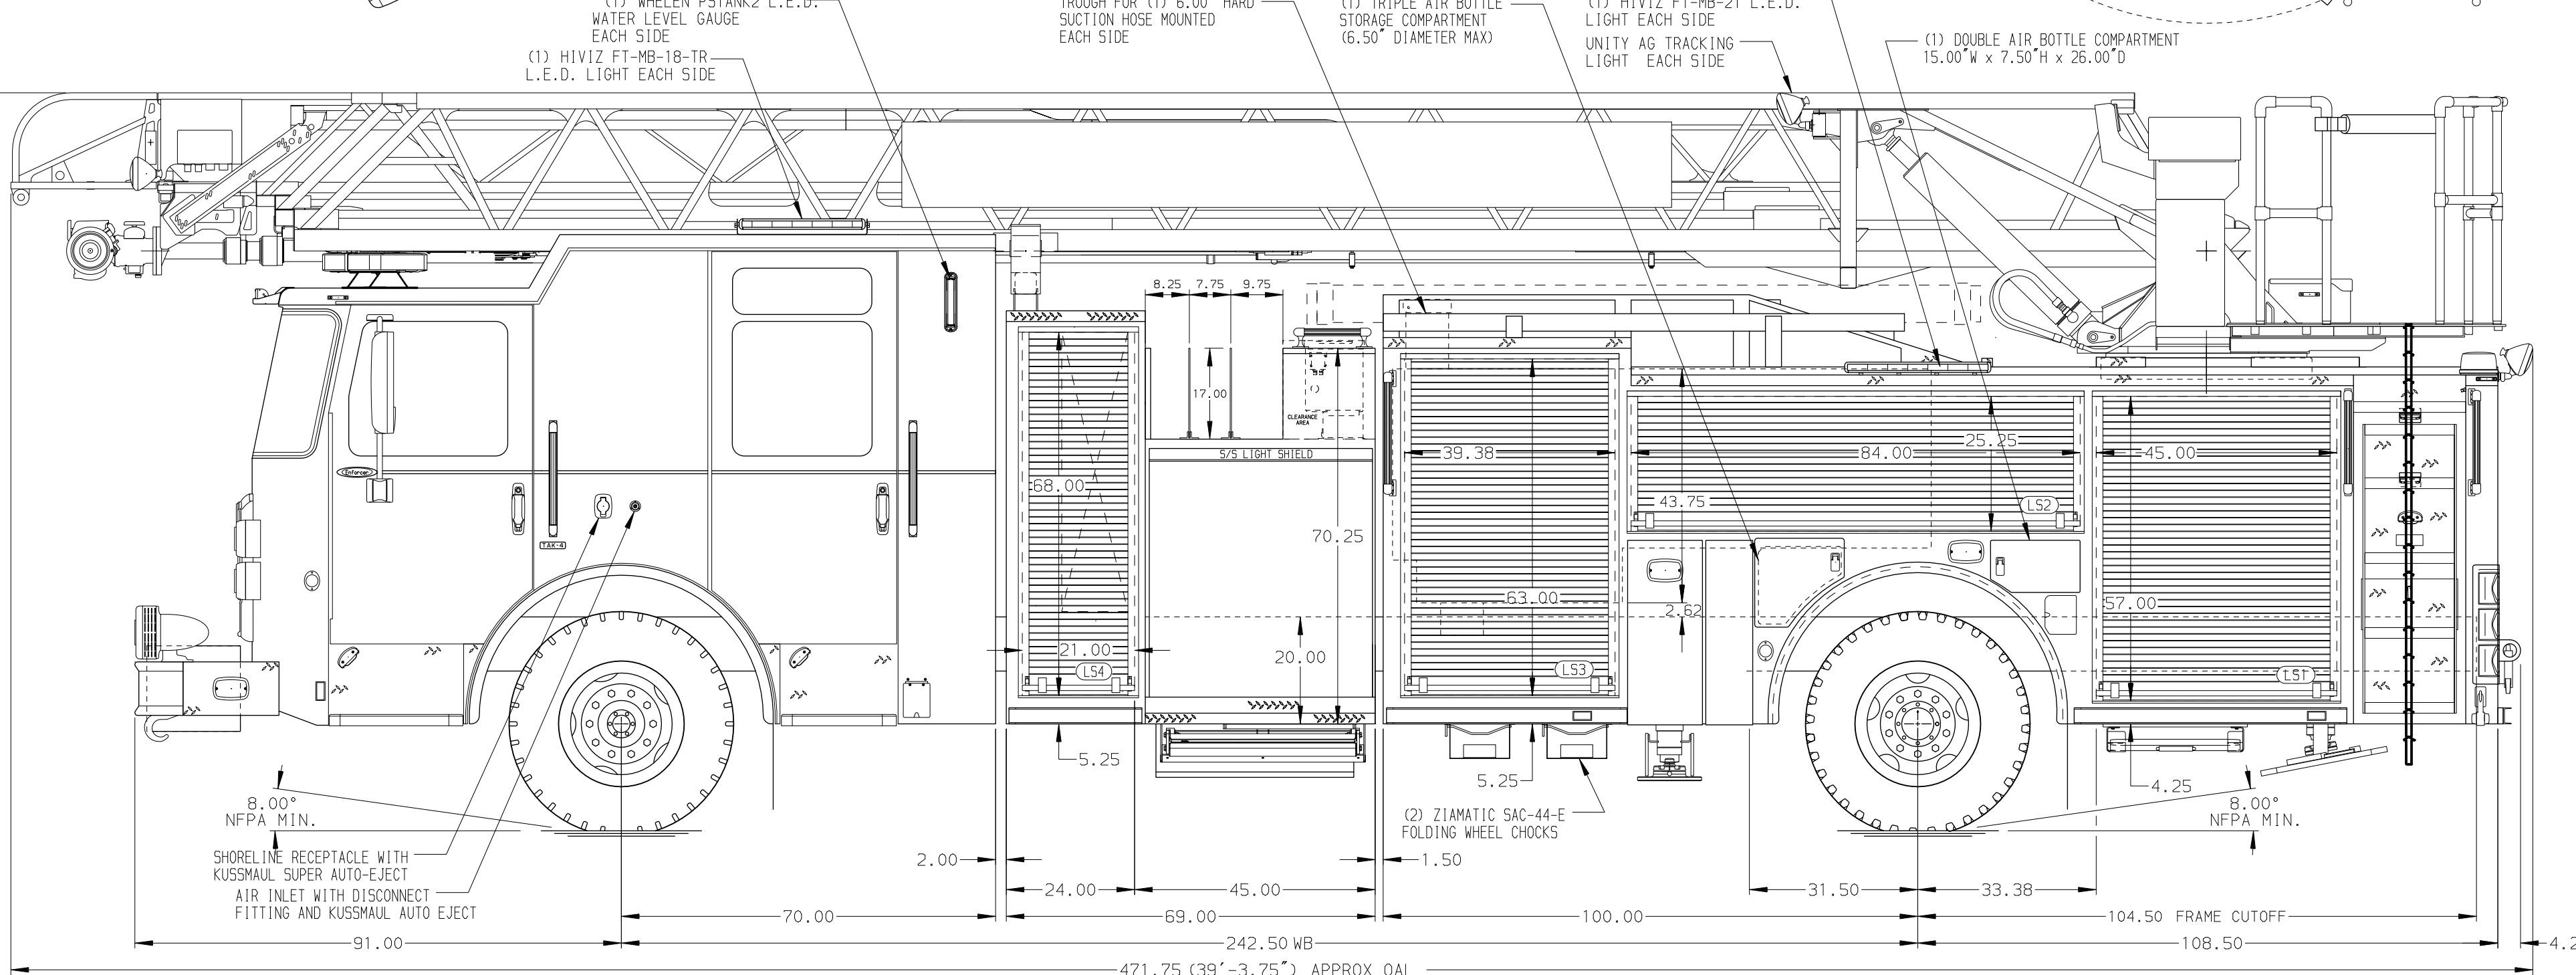 (1) WHELEN PSTANK2 L.E.D.
WATER LEVEL GAUGE
EACH SIDE
(1) HIVIZ FT-MB-18-TR
L.E.D. LIGHT EACH SIDE
TROUGH FOR (1) 6.00" HARD
SUCTION HOSE MOUNTED
EACH SIDE
(1) TRIPLE AIR BOTTLE
STORAGE COMPARTMENT
(6.50" DIAMETER MAX)
(1) HIVIZ FT-MB-21 L.E.D.
LIGHT EACH SIDE
UNITY AG TRACKING
LIGHT EACH SIDE
(1) DOUBLE AIR BOTTLE COMPARTMENT
15.00"W x 7.50"H x 26.00"D
8.25
7.75
9.75
17.00
CLEARANCE
AREA
S/S LIGHT SHIELD
Enforcer
TAK-4
68.00
70.25
39.38
43.75
84.00
25.25
LS2
45.00
63.00
2.62
57.00
21.00
LS4
20.00
LS3
LS1
5.25
5.25
4.25
8.00°
NFPA MIN.
8.00°
NFPA MIN.
(2) ZIAMATIC SAC-44-E
FOLDING WHEEL CHOCKS
SHORELINE RECEPTACLE WITH
KUSSMAUL SUPER AUTO-EJECT
AIR INLET WITH DISCONNECT
FITTING AND KUSSMAUL AUTO EJECT
2.00
1.50
24.00
45.00
31.50
33.38
70.00
69.00
100.00
104.50 FRAME CUTOFF
91.00
242.50 WB
108.50
471.75 (39'-3.75") APPROX OAL